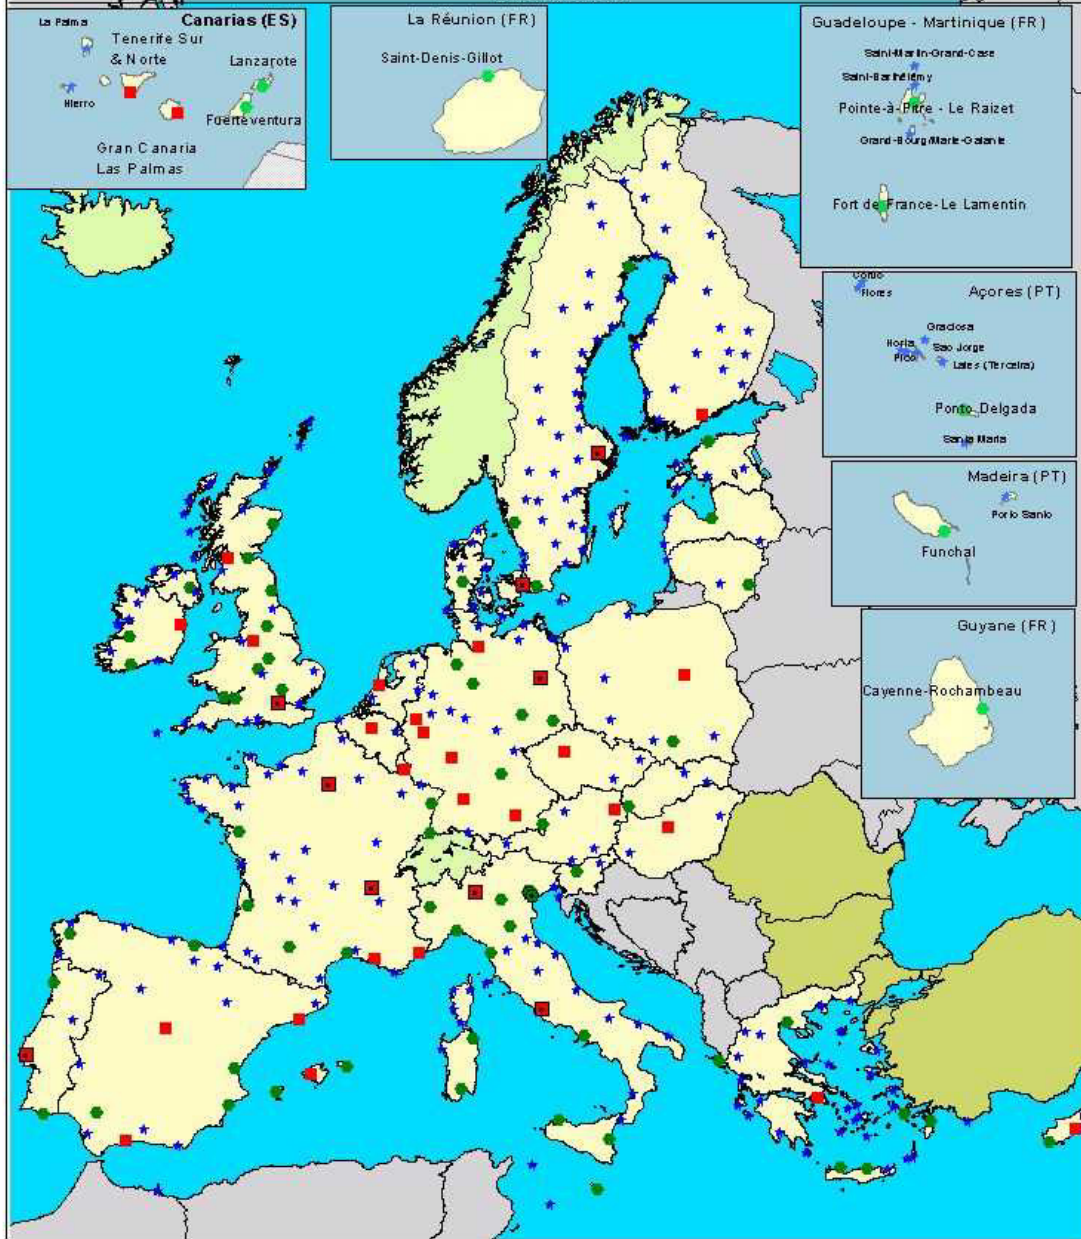 La Palma
Canarias (ES)
Tenerife Sur
& Norte
Lanzarote
Hierro
Fuerteventura
Gran Canaria
Las Palmas
La Réunion (FR)
Saint-Denis-Gillot
Guadeloupe - Martinique (FR)
Saint-Martin-Grand-Case
Saint-Barthélémy
Pointe-à-Pitre - Le Raizet
Grand-Bourg/Marie-Galante
Fort de France-Le Lamentin
Corvo
Flores
Açores (PT)
Graciosa
Horta
Sao Jorge
Pico
Lajes (Terceira)
Ponto Delgada
Santa Maria
Madeira (PT)
Porto Santo
Funchal
Guyane (FR)
Cayenne-Rochambeau